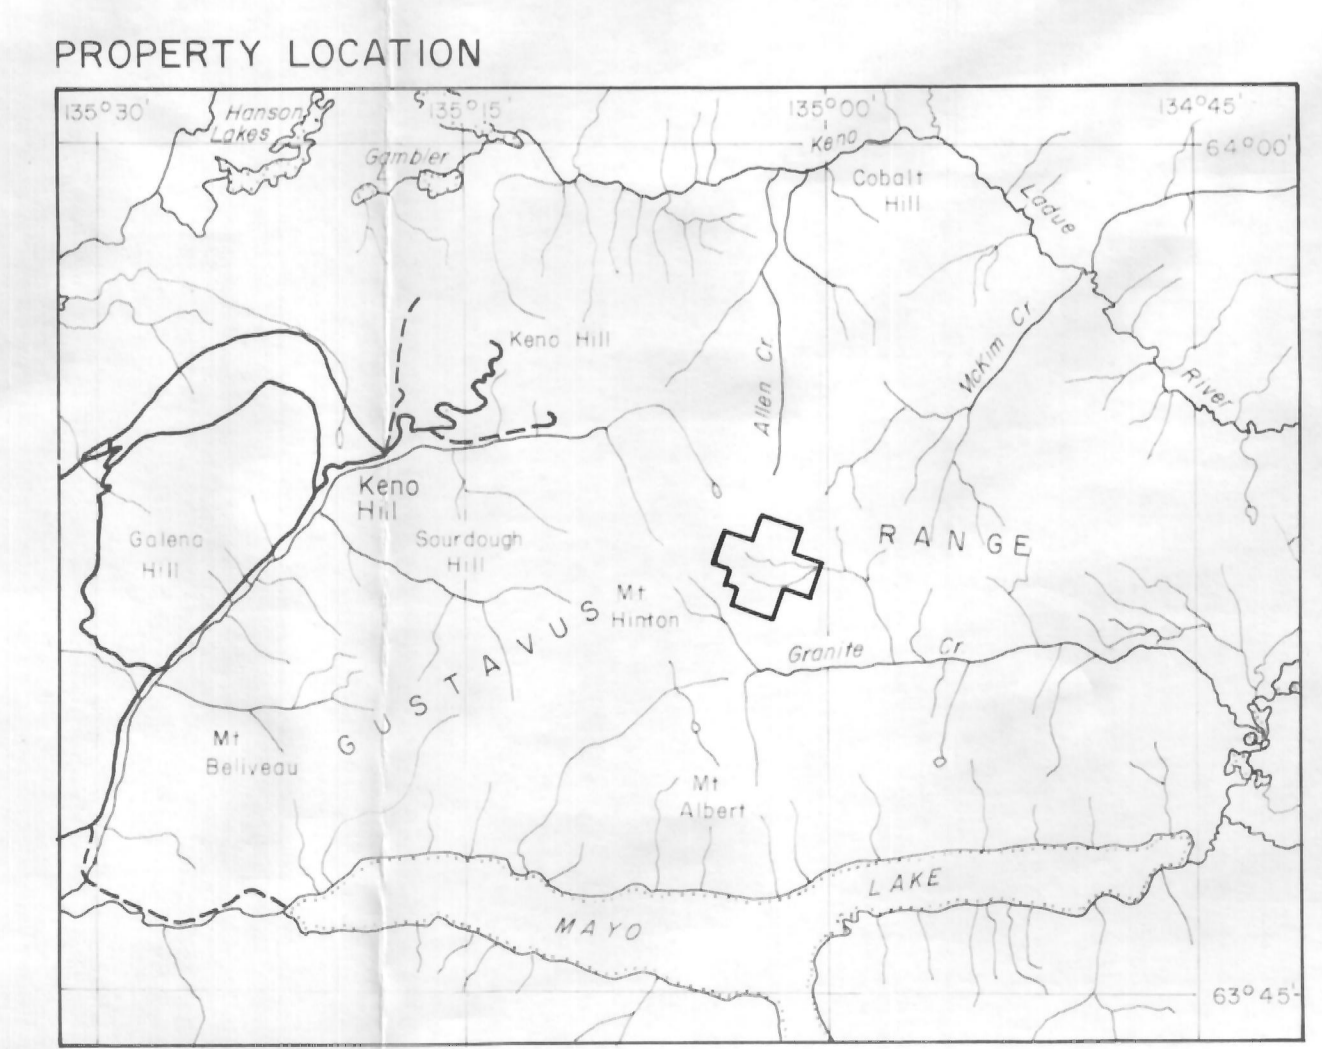 PROPERTY LOCATION
135°30'
135°15'
135°00'
134°45'
Hanson
Lakes
Keno
64°00'
Gambler
L
Cobalt
Hill
Ladue
McKim Cr
Keno Hill
Allen Cr.
River
Keno
Hill
Galena
Hill
Sourdough
Hill
RANGE
Mt
Hinton
GUSTAVUS
Granite Cr
Mt
Beliveau
Mt
Albert
LAKE
MAYO
63°45'